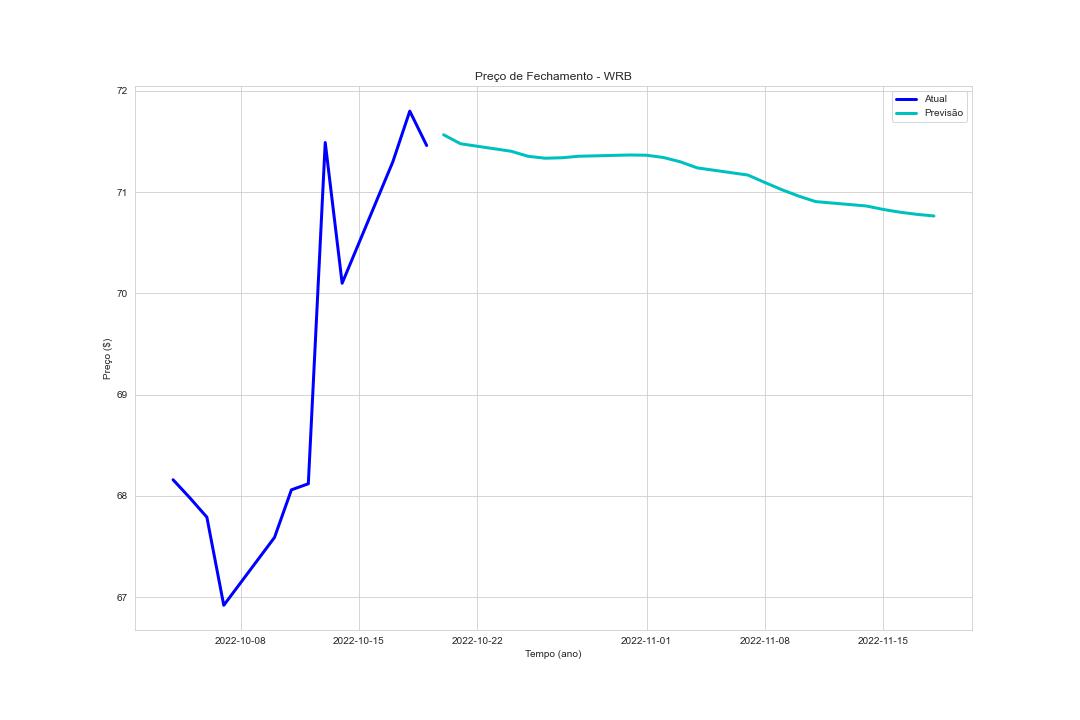 Preço de Fechamento - WRB
72
Atual
Previsão
71
70
Preço ($)
69
68
67
2022-10-08
2022-10-15
2022-10-22
2022-11-01
2022-11-08
2022-11-15
Tempo (ano)